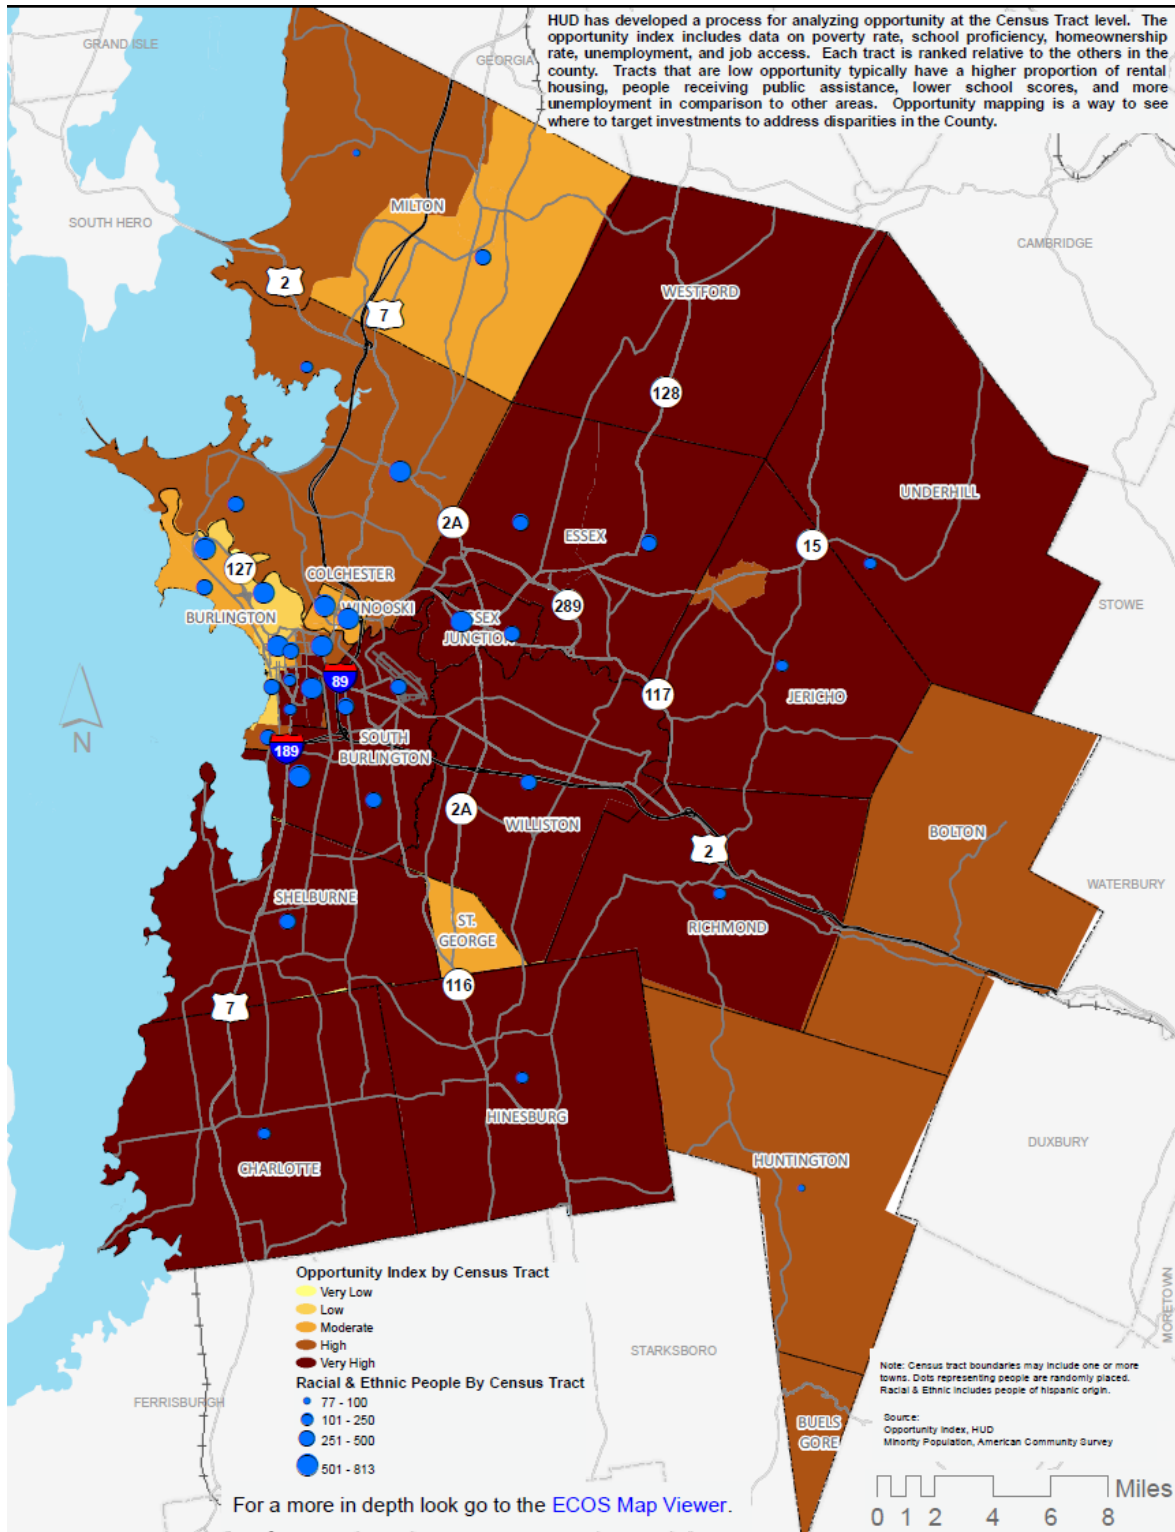 HUD has developed a process for analyzing opportunity at the Census Tract level. The
opportunity index includes data on poverty rate, school proficiency, homeownership
rate, unemployment, and job access. Each tract is ranked relative to the others in the
county. Tracts that are low opportunity typically have a higher proportion of rental
housing, people receiving public assistance, lower school scores, and more
unemployment in comparison to other areas. Opportunity mapping is a way to see
where to target investments to address disparities in the County.
GRAND ISLE
GEORGIA
SOUTH HERO
MILTON
CAMBRIDGE
2
7
WESTFORD
128
UNDERHILL
2A
ESSEX
15
127
COLCHESTER
289
STOWE
BURLINGTON
WINOOSKI
ESSEX
JUNCTION
89
117
JERICHO
N
189
SOUTH
BURLINGTON
2A
WILLISTON
BOLTON
2
WATERBURY
SHELBURNE
ST.
GEORGE
RICHMOND
116
7
HINESBURG
DUXBURY
CHARLOTTE
HUNTINGTON
Opportunity Index by Census Tract
Very Low
Low
Moderate
High
Very High
Racial & Ethnic People By Census Tract
77 - 100
101 - 250
251 - 500
501 - 813
STARKSBORO
MORETOWN
FERRISBURGH
BUELS
GORE
Note: Census tract boundaries may include one or more
towns. Dots representing people are randomly placed.
Racial & Ethnic includes people of hispanic origin.
Source:
Opportunity Index, HUD
Minority Population, American Community Survey
Miles
0 1 2 4 6 8
For a more in depth look go to the ECOS Map Viewer.